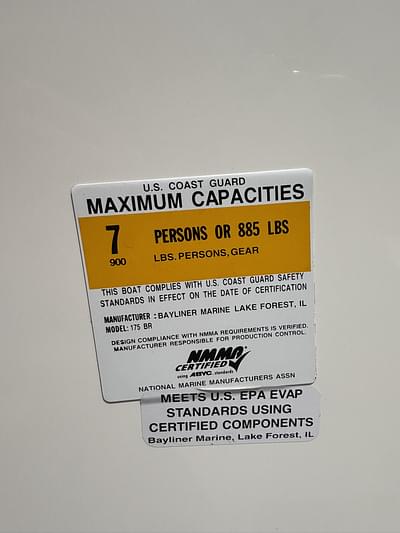 U.S. COAST GUARD
MAXIMUM CAPACITIES
7 PERSONS OR 885 LBS
900 LBS. PERSONS, GEAR
THIS BOAT COMPLIES WITH U.S. COAST GUARD SAFETY
STANDARDS IN EFFECT ON THE DATE OF CERTIFICATION
MANUFACTURER : BAYLINER MARINE LAKE FOREST, IL
MODEL: 175 BR
DESIGN COMPLIANCE WITH NMMA REQUIREMENTS IS VERIFIED.
MANUFACTURER RESPONSIBLE FOR PRODUCTION CONTROL.
NMMA
CERTIFIED
using ABYC standards
NATIONAL MARINE MANUFACTURERS ASSN
MEETS U.S. EPA EVAP
STANDARDS USING
CERTIFIED COMPONENTS
Bayliner Marine, Lake Forest, IL